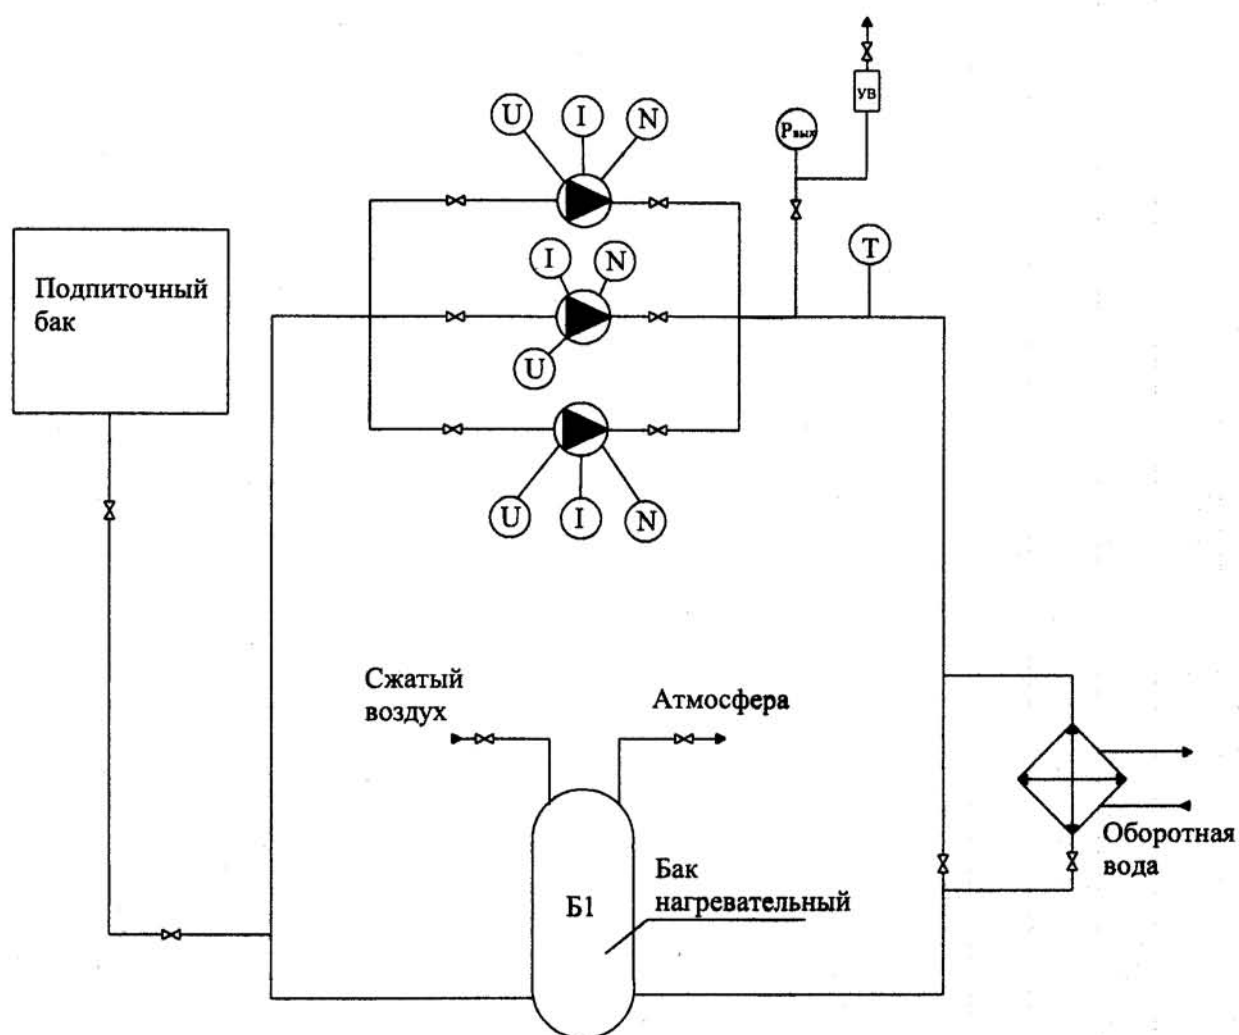 УВ
U
I
N
Pвых
I
N
T
Подпиточный
бак
U
U
I
N
Сжатый
воздух
Атмосфера
Оборотная
вода
Бак
нагревательный
Б1